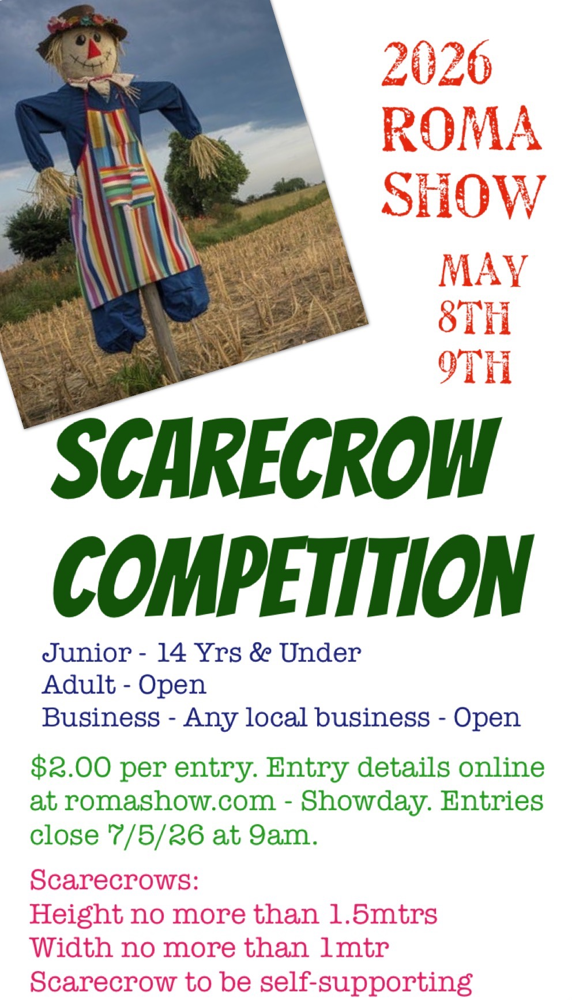 2026
ROMA
SHOW
MAY
8TH
9TH
SCARECROW
COMPETITION
Junior - 14 Yrs & Under
Adult - Open
Business - Any local business - Open
$2.00 per entry. Entry details online
at romashow.com - Showday. Entries
close 7/5/26 at 9am.
Scarecrows:
Height no more than 1.5mtrs
Width no more than 1mtr
Scarecrow to be self-supporting